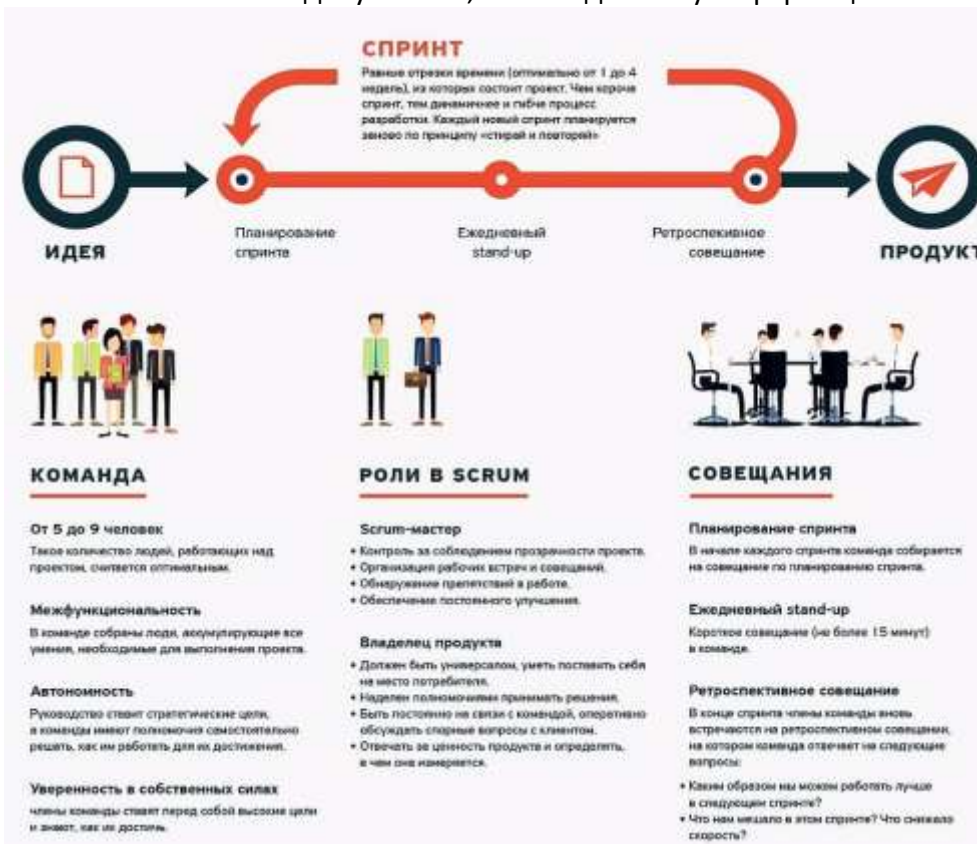 СПРИНТ
Равные отрезки времени (оптимально от 1 до 4
недель), из которых состоит проект. Чем короче
спринт, тем динамичнее и гибче процесс
разработки. Каждый новый спринт планируется
заново по принципу «стирай и повторяй»
ИДЕЯ
Планирование
спринта
Ежедневный
stand-up
Ретроспекивное
совещание
ПРОДУКТ
КОМАНДА
От 5 до 9 человек
Такое количество людей, работающих над
проектом, считается оптимальным.
Межфункциональность
В команде собраны люди, аккумулирующие все
умения, необходимые для выполнения проекта.
Автономность
Руководство ставит стратегические цели,
а команды имеют полномочия самостоятельно
решать, как им работать для их достижения.
Уверенность в собственных силах
члены команды ставят перед собой высокие цели
и знают, как их достичь.
РОЛИ В SCRUM
Scrum-мастер
• Контроль за соблюдением прозрачности проекта.
• Организация рабочих встреч и совещаний.
• Обнаружение препятствий в работе.
• Обеспечение постоянного улучшения.
Владелец продукта
• Должен быть универсалом, уметь поставить себя
на место потребителя.
• Наделен полномочиями принимать решения.
• Быть постоянно на связи с командой, оперативно
обсуждать спорные вопросы с клиентом.
• Отвечать за ценность продукта и определять,
в чем она измеряется.
СОВЕЩАНИЯ
Планирование спринта
В начале каждого спринта команда собирается
на совещание по планированию спринта.
Ежедневный stand-up
Короткое совещание (не более 15 минут)
в команде.
Ретроспективное совещание
В конце спринта члены команды вновь
встречаются на ретроспективном совещании,
на котором команда отвечает на следующие
вопросы:
• Каким образом мы можем работать лучше
в следующем спринте?
• Что нам мешало в этом спринте? Что снижало
скорость?